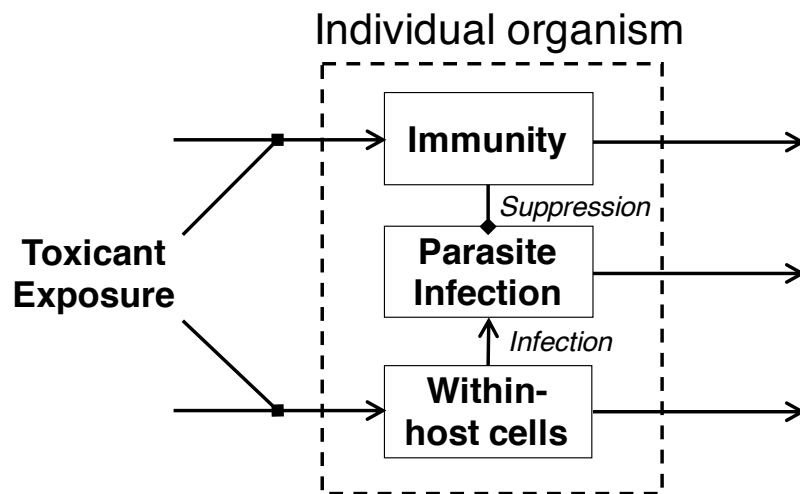 Individual organism
Immunity
Suppression
Toxicant
Exposure
Parasite
Infection
Infection
Within-
host cells